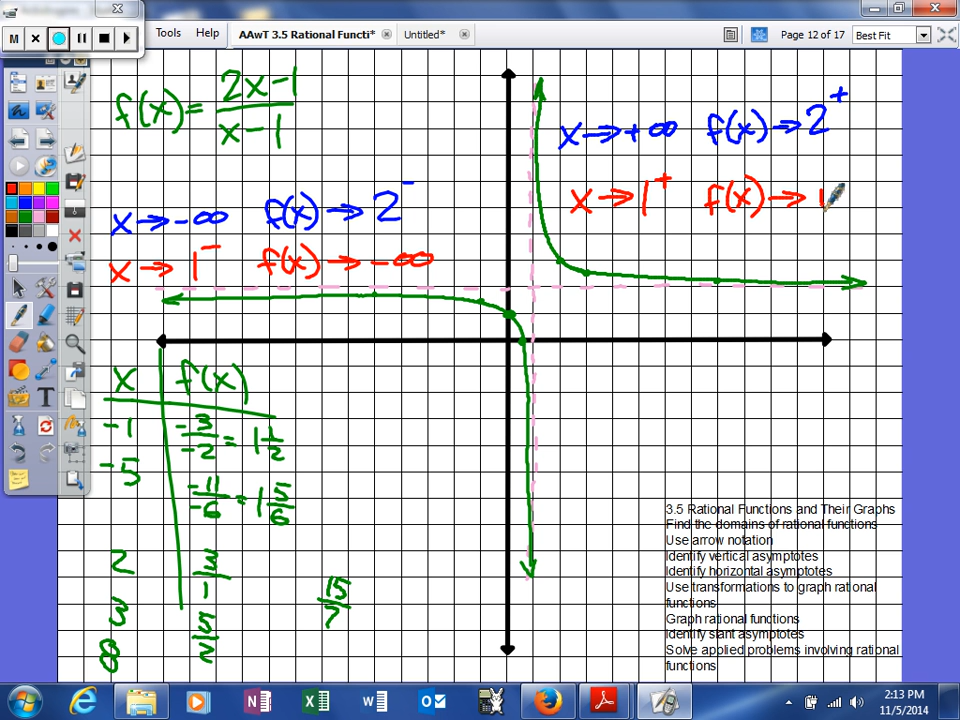 M
Tools Help AAwT 3.5 Rational Functi* Untitled* Page 12 of 17 Best Fit
f(x) = 2x-1 / x-1
x → +∞ f(x) → 2⁺
x → 1⁺ f(x) → 1
x → -∞ f(x) → 2⁻
x → 1⁻ f(x) → -∞
x f(x)
-1 -3/-2 = 1 1/2
-5 -11/-6 = 1 5/6
2 3/1
3 5/2
8 15/7
3.5 Rational Functions and Their Graphs
Find the domains of rational functions
Use arrow notation
Identify vertical asymptotes
Identify horizontal asymptotes
Use transformations to graph rational
functions
Graph rational functions
Identify slant asymptotes
Solve applied problems involving rational
functions
2:13 PM
11/5/2014